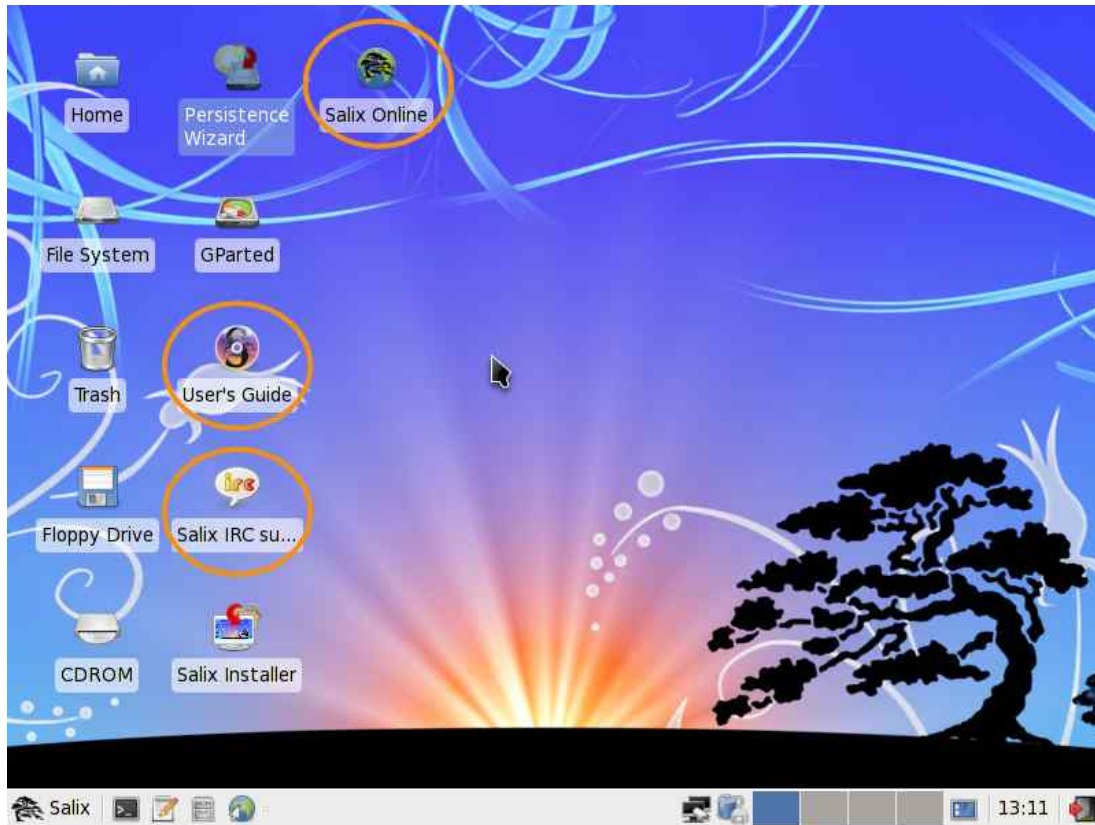 Home
Persistence
Wizard
Salix Online
File System
GParted
Trash
User's Guide
Floppy Drive
irc
Salix IRC su...
CDROM
Salix Installer
Salix
13:11